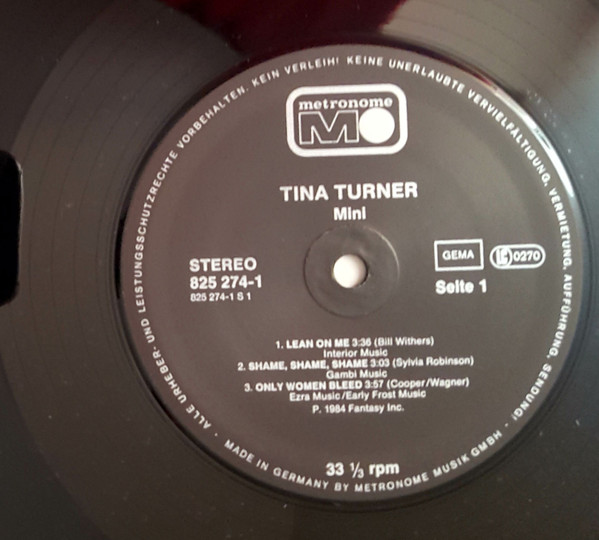 ALLE URHEBER- UND LEISTUNGSSCHUTZRECHTE VORBEHALTEN. KEIN VERLEIH! KEINE UNERLAUBTE VERVIELFÄLTIGUNG, VERMIETUNG, AUFFÜHRUNG, SENDUNG!
metronome
MO
TINA TURNER
Mini
STEREO
825 274-1
825 274-1 S 1
GEMA
LC 0270
Seite 1
1. LEAN ON ME 3:36 (Bill Withers)
Interior Music
2. SHAME, SHAME, SHAME 3:03 (Sylvia Robinson)
Gambi Music
3. ONLY WOMEN BLEED 3:57 (Cooper/Wagner)
Ezra Music/Early Frost Music
P. 1984 Fantasy Inc.
33 ⅓ rpm
· MADE IN GERMANY BY METRONOME MUSIK GMBH ·